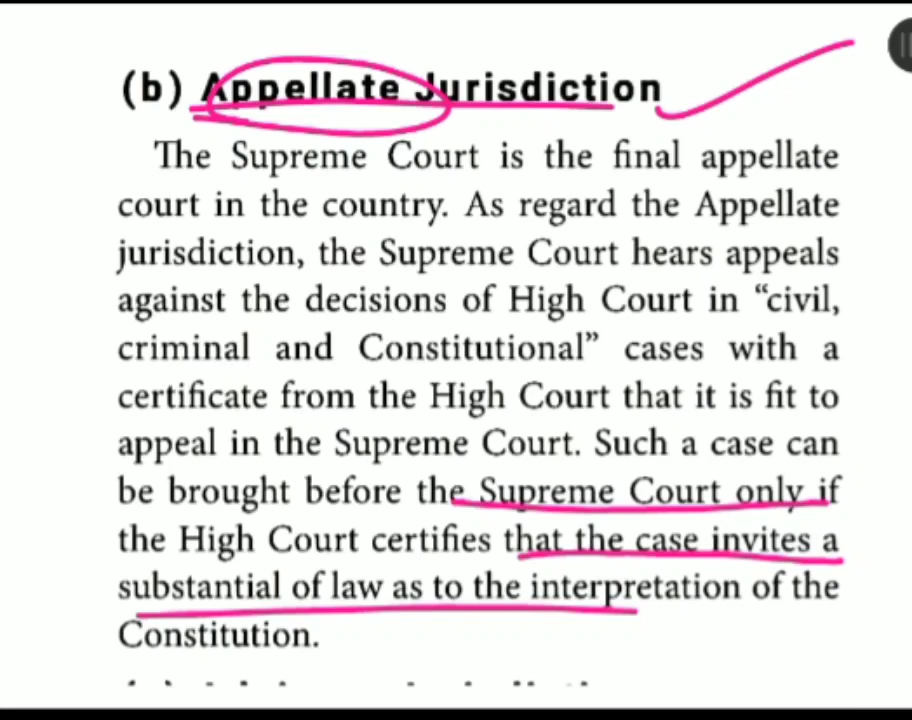 (b) Appellate Jurisdiction
The Supreme Court is the final appellate
court in the country. As regard the Appellate
jurisdiction, the Supreme Court hears appeals
against the decisions of High Court in “civil,
criminal and Constitutional” cases with a
certificate from the High Court that it is fit to
appeal in the Supreme Court. Such a case can
be brought before the Supreme Court only if
the High Court certifies that the case invites a
substantial of law as to the interpretation of the
Constitution.